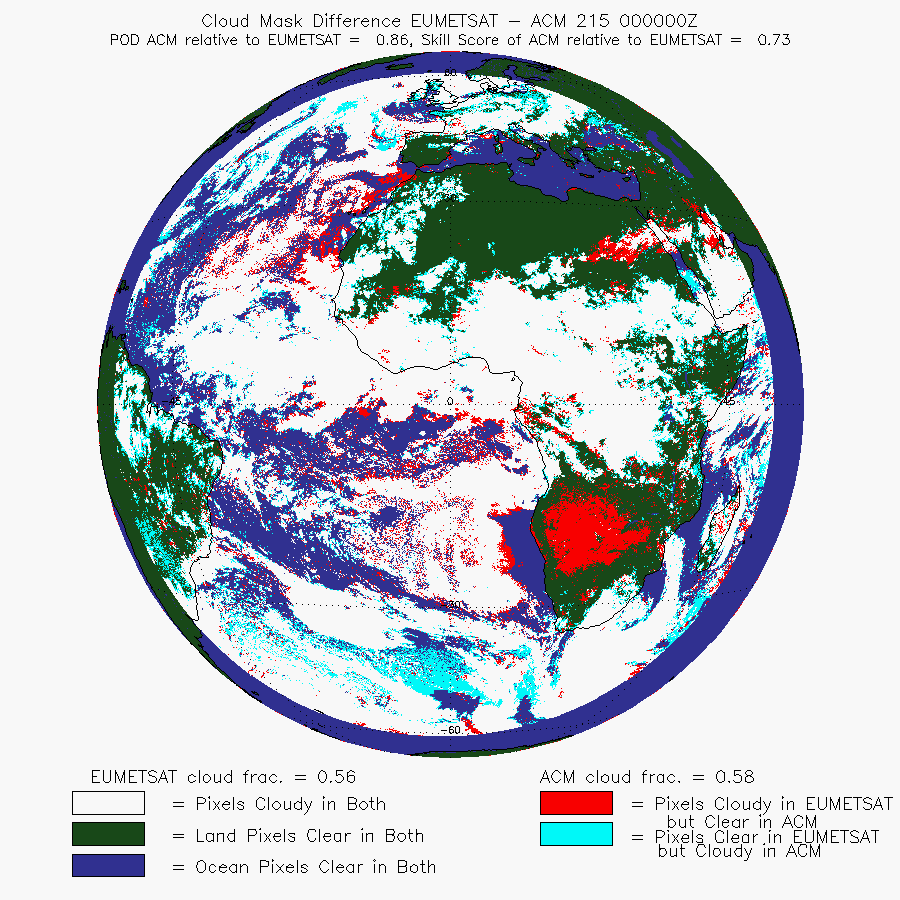 Cloud Mask Difference EUMETSAT - ACM 215 000000Z
POD ACM relative to EUMETSAT = 0.86, Skill Score of ACM relative to EUMETSAT = 0.73
0
-60
EUMETSAT cloud frac. = 0.56
= Pixels Cloudy in Both
= Land Pixels Clear in Both
= Ocean Pixels Clear in Both
ACM cloud frac. = 0.58
= Pixels Cloudy in EUMETSAT
but Clear in ACM
= Pixels Clear in EUMETSAT
but Cloudy in ACM